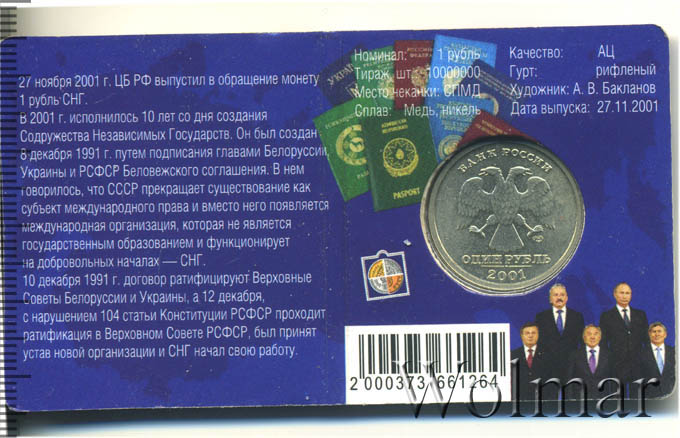 27 ноября 2001 г. ЦБ РФ выпустил в обращение монету
1 рубль СНГ.
В 2001 г. исполнилось 10 лет со дня создания
Содружества Независимых Государств. Он был создан
8 декабря 1991 г. путем подписания главами Белоруссии,
Украины и РСФСР Беловежского соглашения. В нем
говорилось, что СССР прекращает существование как
субъект международного права и вместо него появляется
международная организация, которая не является
государственным образованием и функционирует
на добровольных началах — СНГ.
10 декабря 1991 г. договор ратифицируют Верховные
Советы Белоруссии и Украины, а 12 декабря,
с нарушением 104 статьи Конституции РСФСР проходит
ратификация в Верховном Совете РСФСР, был принят
устав новой организации и СНГ начал свою работу.
Номинал: 1 рубль
Тираж, шт.: 10000000
Место чеканки: СПМД
Сплав: Медь, никель
Качество: АЦ
Гурт: рифленый
Художник: А. В. Бакланов
Дата выпуска: 27.11.2001
PASSPORT
БАНК РОССИИ
ОДИН РУБЛЬ
2001
2 000373 661264
Wolmar